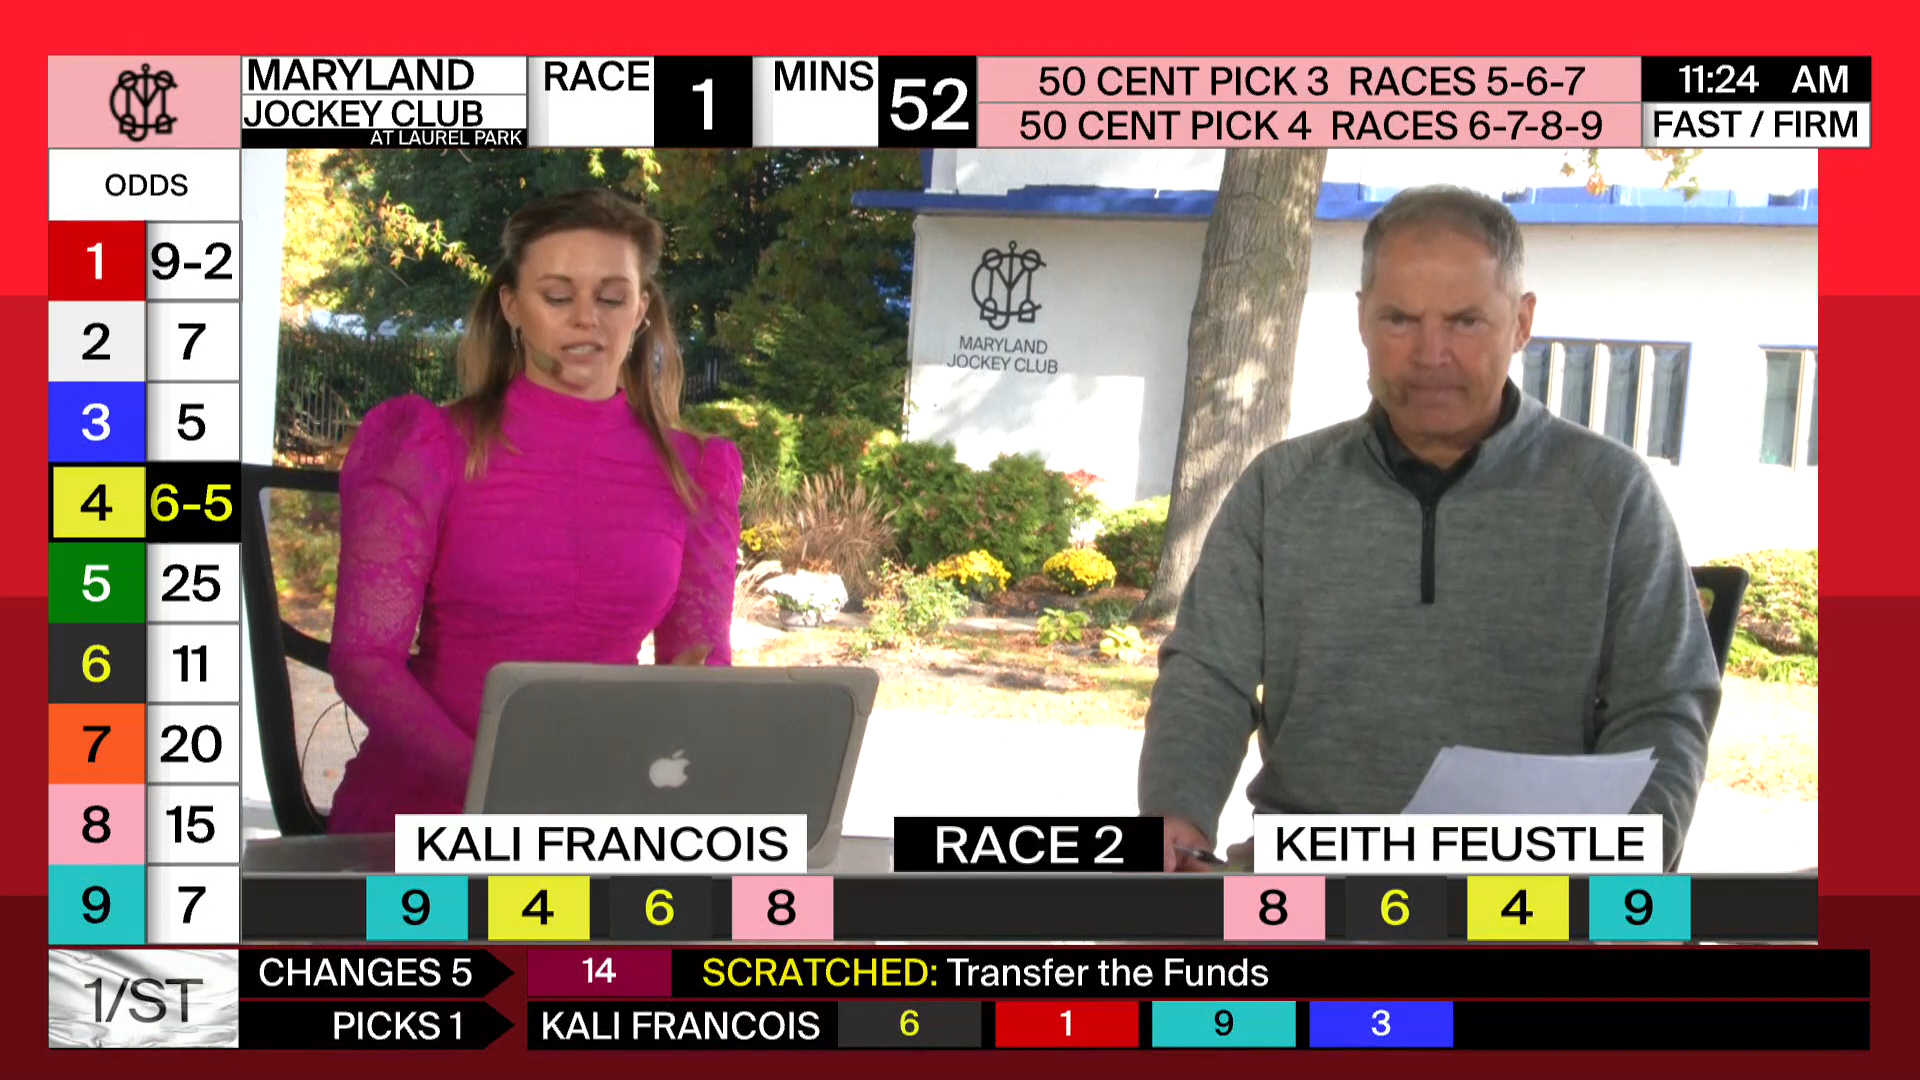 MARYLAND
JOCKEY CLUB
AT LAUREL PARK
RACE 1
MINS 52
50 CENT PICK 3 RACES 5-6-7
50 CENT PICK 4 RACES 6-7-8-9
11:24 AM
FAST / FIRM
ODDS
1 9-2
2 7
3 5
4 6-5
5 25
6 11
7 20
8 15
9 7
MARYLAND
JOCKEY CLUB
KALI FRANCOIS
RACE 2
KEITH FEUSTLE
9 4 6 8
8 6 4 9
1/ST
CHANGES 5 14 SCRATCHED: Transfer the Funds
PICKS 1 KALI FRANCOIS 6 1 9 3